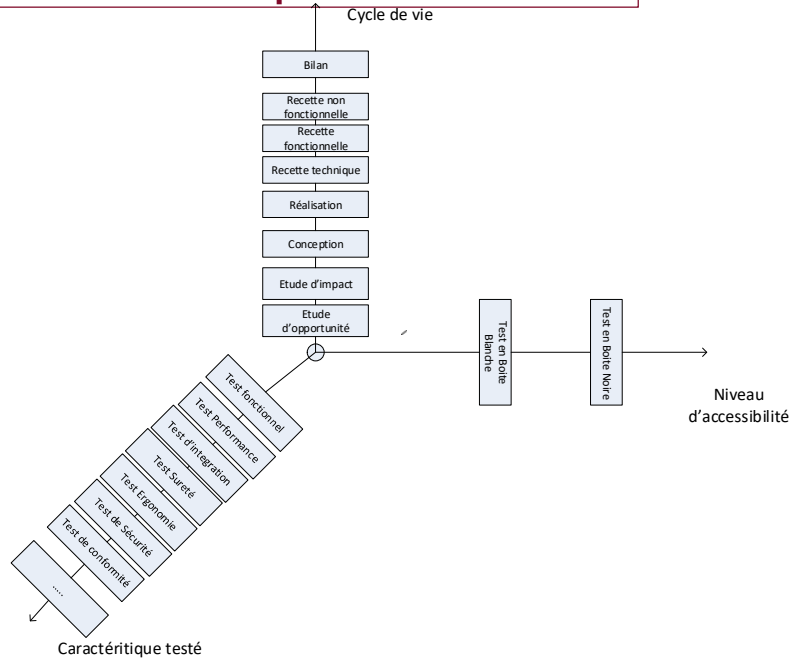 Cycle de vie
Bilan
Recette non
fonctionnelle
Recette
fonctionnelle
Recette technique
Réalisation
Conception
Etude d'impact
Etude
d'opportunité
Test en Boite
Blanche
Test en Boite Noire
Niveau
d'accessibilité
Test fonctionnel
Test Performance
Test d'integration
Test Sureté
Test Ergonomie
Test de Sécurité
Test de conformité
.....
Caractéritique testé